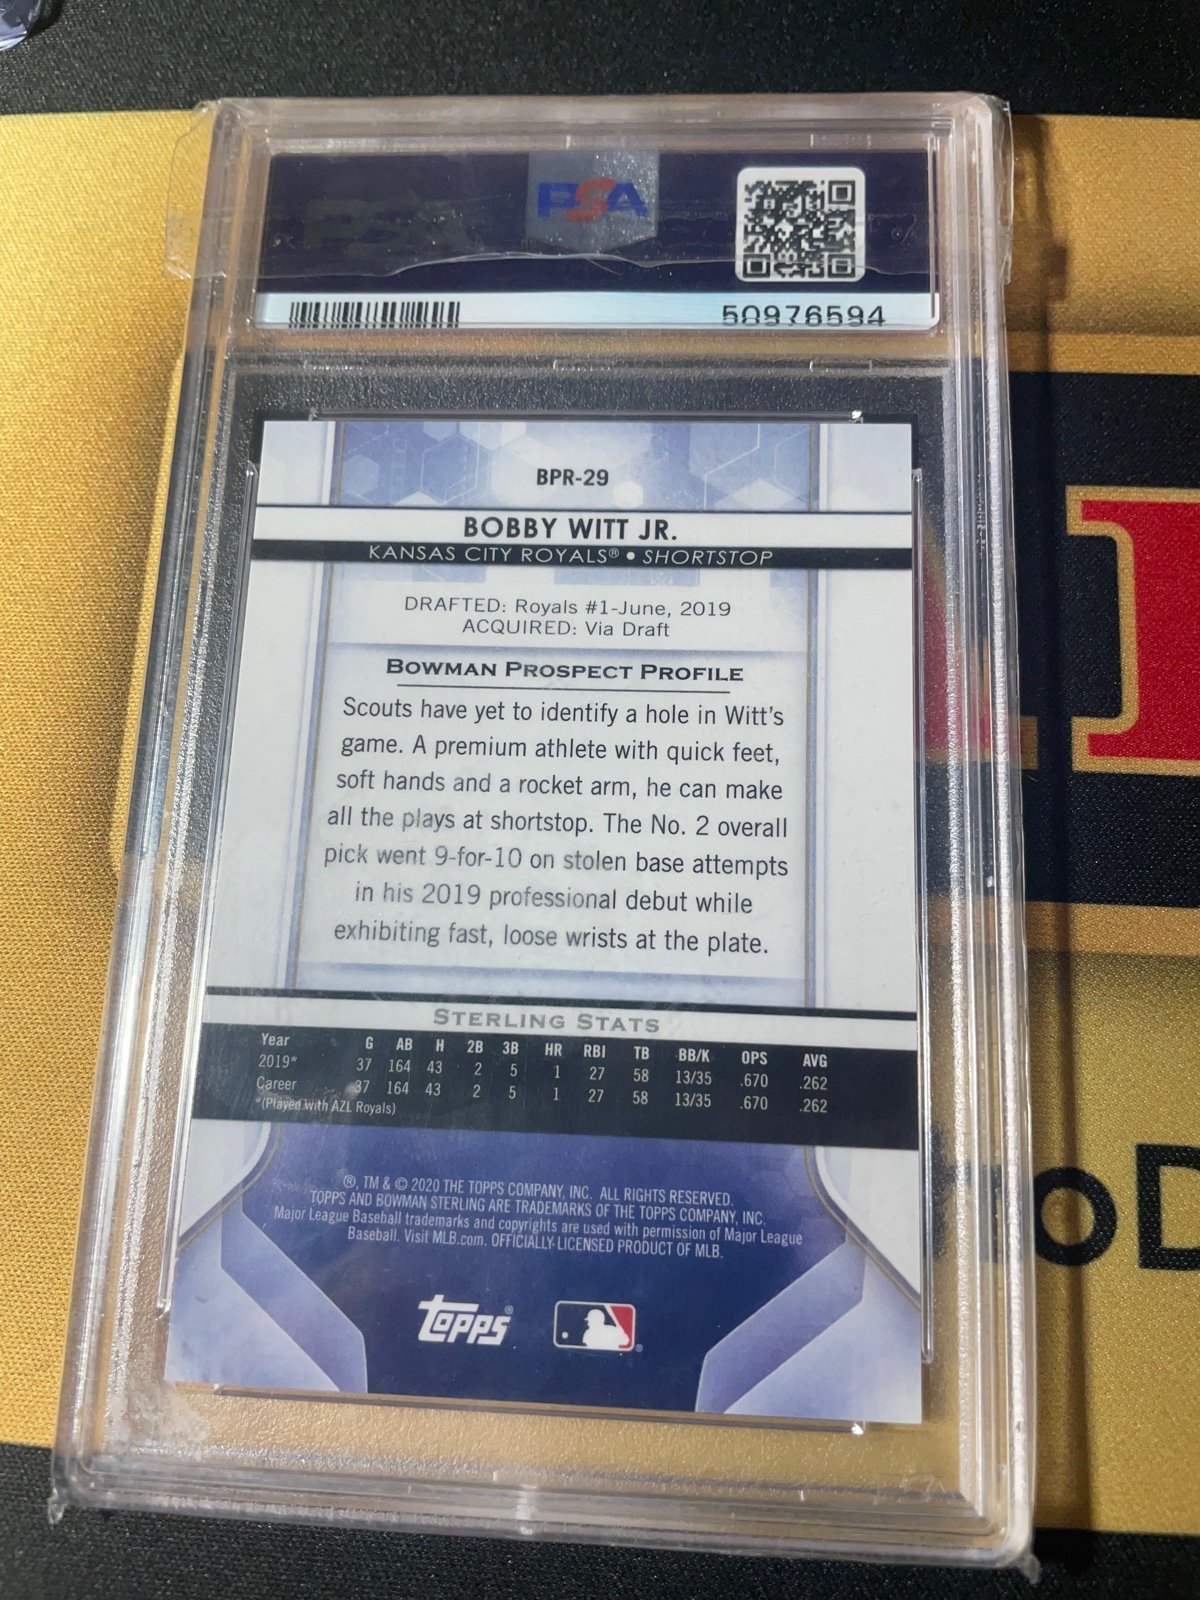 PSA
50976594
BPR-29
BOBBY WITT JR.
KANSAS CITY ROYALS® • SHORTSTOP
DRAFTED: Royals #1-June, 2019
ACQUIRED: Via Draft
BOWMAN PROSPECT PROFILE
Scouts have yet to identify a hole in Witt's
game. A premium athlete with quick feet,
soft hands and a rocket arm, he can make
all the plays at shortstop. The No. 2 overall
pick went 9-for-10 on stolen base attempts
in his 2019 professional debut while
exhibiting fast, loose wrists at the plate.
STERLING STATS
Year G AB H 2B 3B HR RBI TB BB/K OPS AVG
2019* 37 164 43 2 5 1 27 58 13/35 .670 .262
Career 37 164 43 2 5 1 27 58 13/35 .670 .262
*(Played with AZL Royals)
®, TM & © 2020 THE TOPPS COMPANY, INC. ALL RIGHTS RESERVED.
TOPPS AND BOWMAN STERLING ARE TRADEMARKS OF THE TOPPS COMPANY, INC.
Major League Baseball trademarks and copyrights are used with permission of Major League
Baseball. Visit MLB.com. OFFICIALLY LICENSED PRODUCT OF MLB.
Topps®
®